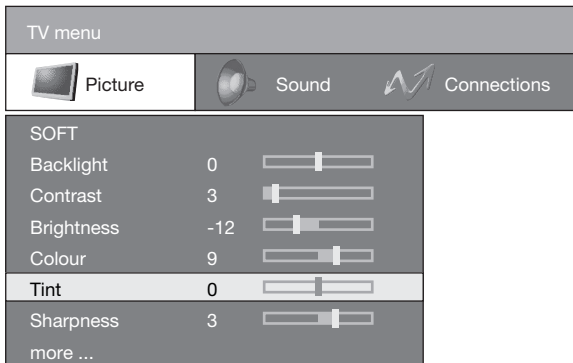 TV menu
Picture Sound Connections
SOFT
Backlight 0
Contrast 3
Brightness -12
Colour 9
Tint 0
Sharpness 3
more ...